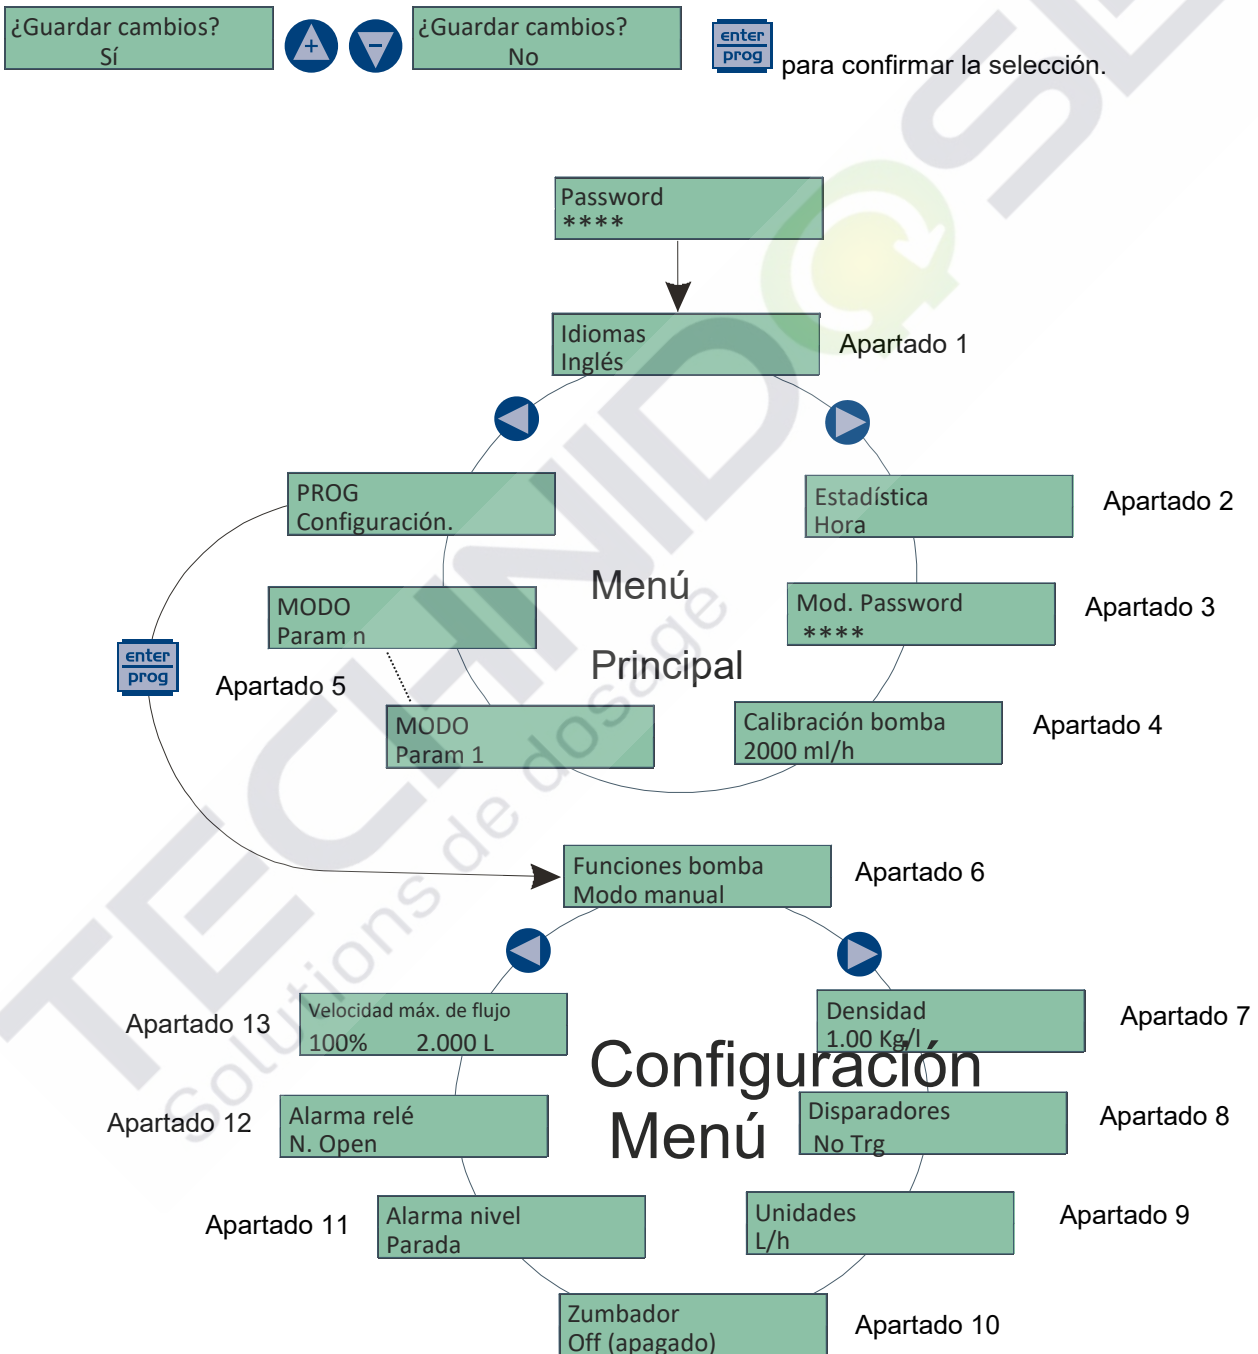 ¿Guardar cambios?
Sí
¿Guardar cambios?
No
enter
prog
para confirmar la selección.
Password
****
Idiomas
Inglés
Apartado 1
PROG
Configuración.
Estadística
Hora
Apartado 2
MODO
Param n
Menú
Principal
Mod. Password
****
Apartado 3
enter
prog
Apartado 5
MODO
Param 1
Calibración bomba
2000 ml/h
Apartado 4
Funciones bomba
Modo manual
Apartado 6
Apartado 13
Velocidad máx. de flujo
100% 2.000 L
Densidad
1.00 Kg/l
Apartado 7
Configuración
Menú
Apartado 12
Alarma relé
N. Open
Disparadores
No Trg
Apartado 8
Apartado 11
Alarma nivel
Parada
Unidades
L/h
Apartado 9
Zumbador
Off (apagado)
Apartado 10
TECHNIDOSE
Solutions de dosage